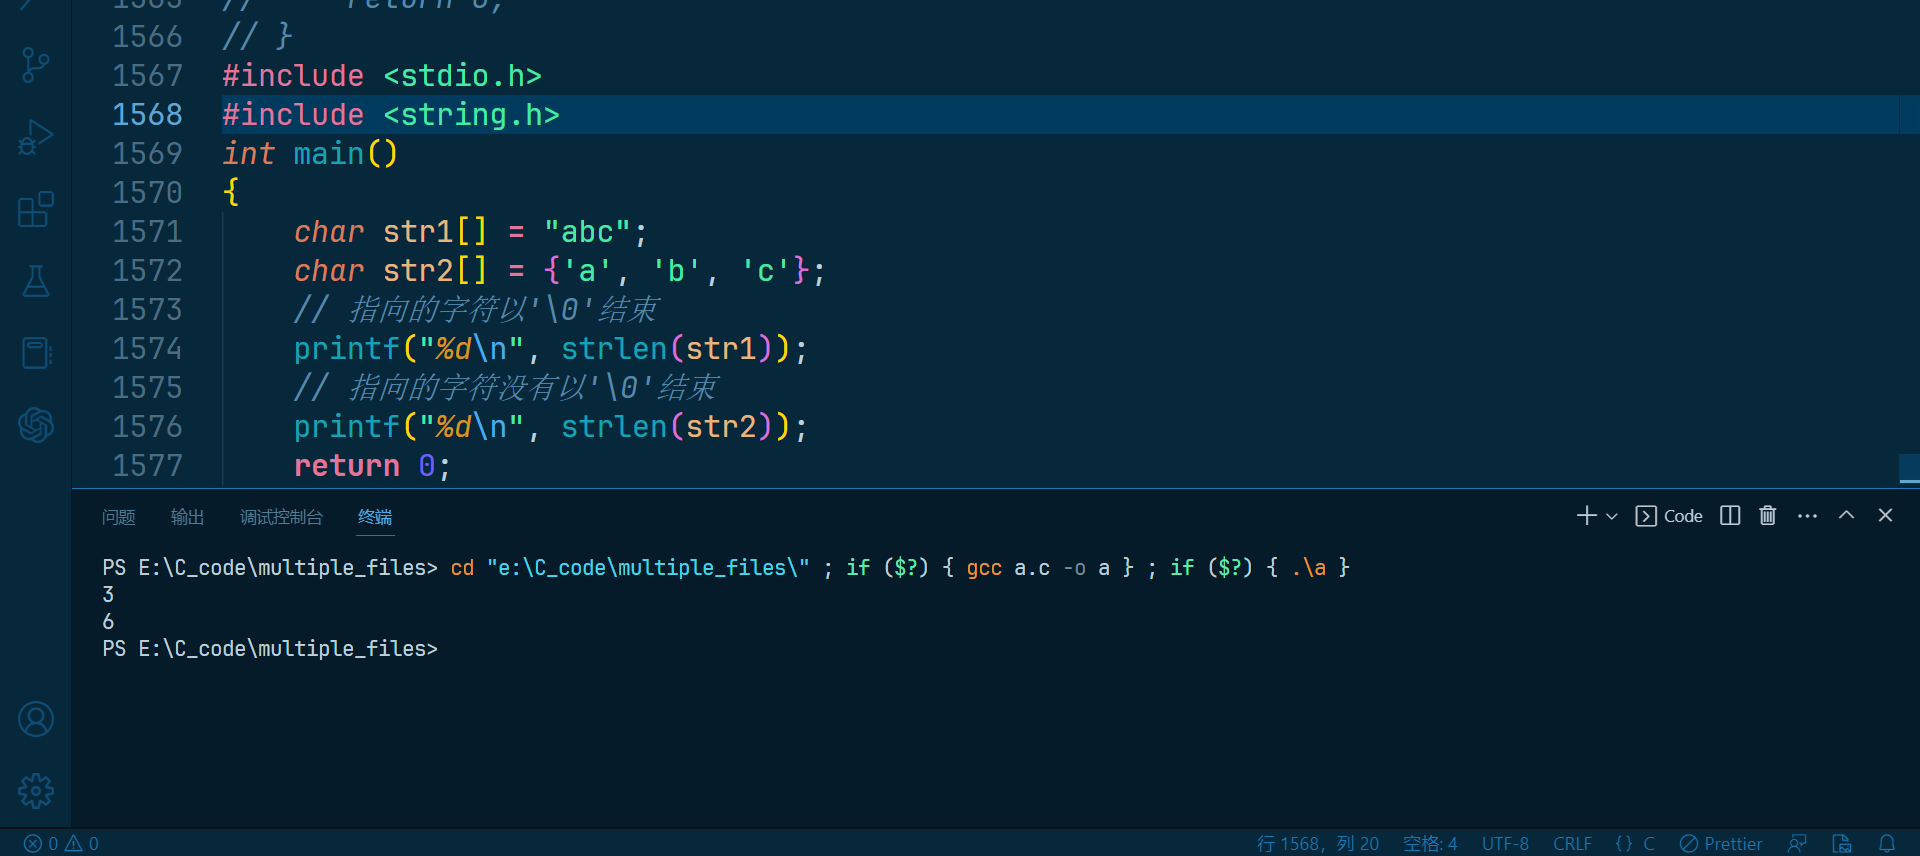 1566 // }
1567 #include <stdio.h>
1568 #include <string.h>
1569 int main()
1570 {
1571 char str1[] = "abc";
1572 char str2[] = {'a', 'b', 'c'};
1573 // 指向的字符以'\0'结束
1574 printf("%d\n", strlen(str1));
1575 // 指向的字符没有以'\0'结束
1576 printf("%d\n", strlen(str2));
1577 return 0;
问题 输出 调试控制台 终端 Code
PS E:\C_code\multiple_files> cd "e:\C_code\multiple_files\" ; if ($?) { gcc a.c -o a } ; if ($?) { .\a }
3
6
PS E:\C_code\multiple_files>
0 0 行 1568，列 20 空格: 4 UTF-8 CRLF {} C Prettier